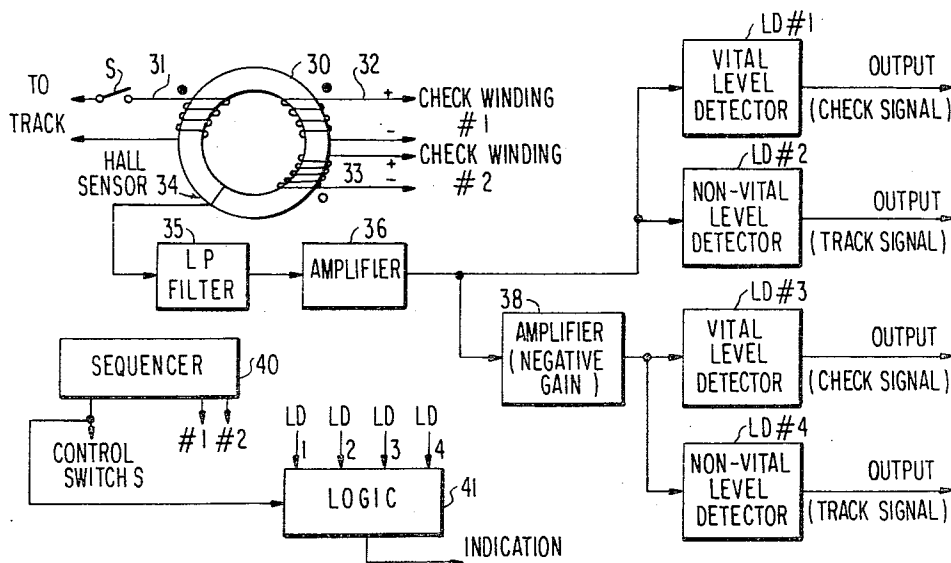 LD #1
VITAL
LEVEL
DETECTOR
OUTPUT
(CHECK SIGNAL)
S
31
30
32
TO
TRACK
+
CHECK WINDING
#1
-
+
CHECK WINDING
#2
-
33
HALL
SENSOR 34
LD #2
NON-VITAL
LEVEL
DETECTOR
OUTPUT
(TRACK SIGNAL)
35
LP
FILTER
36
AMPLIFIER
38
AMPLIFIER
(NEGATIVE
GAIN)
LD #3
VITAL
LEVEL
DETECTOR
OUTPUT
(CHECK SIGNAL)
SEQUENCER
40
#1 #2
CONTROL
SWITCH S
LD LD LD LD
1 2 3 4
LOGIC
41
INDICATION
LD #4
NON-VITAL
LEVEL
DETECTOR
OUTPUT
(TRACK SIGNAL)